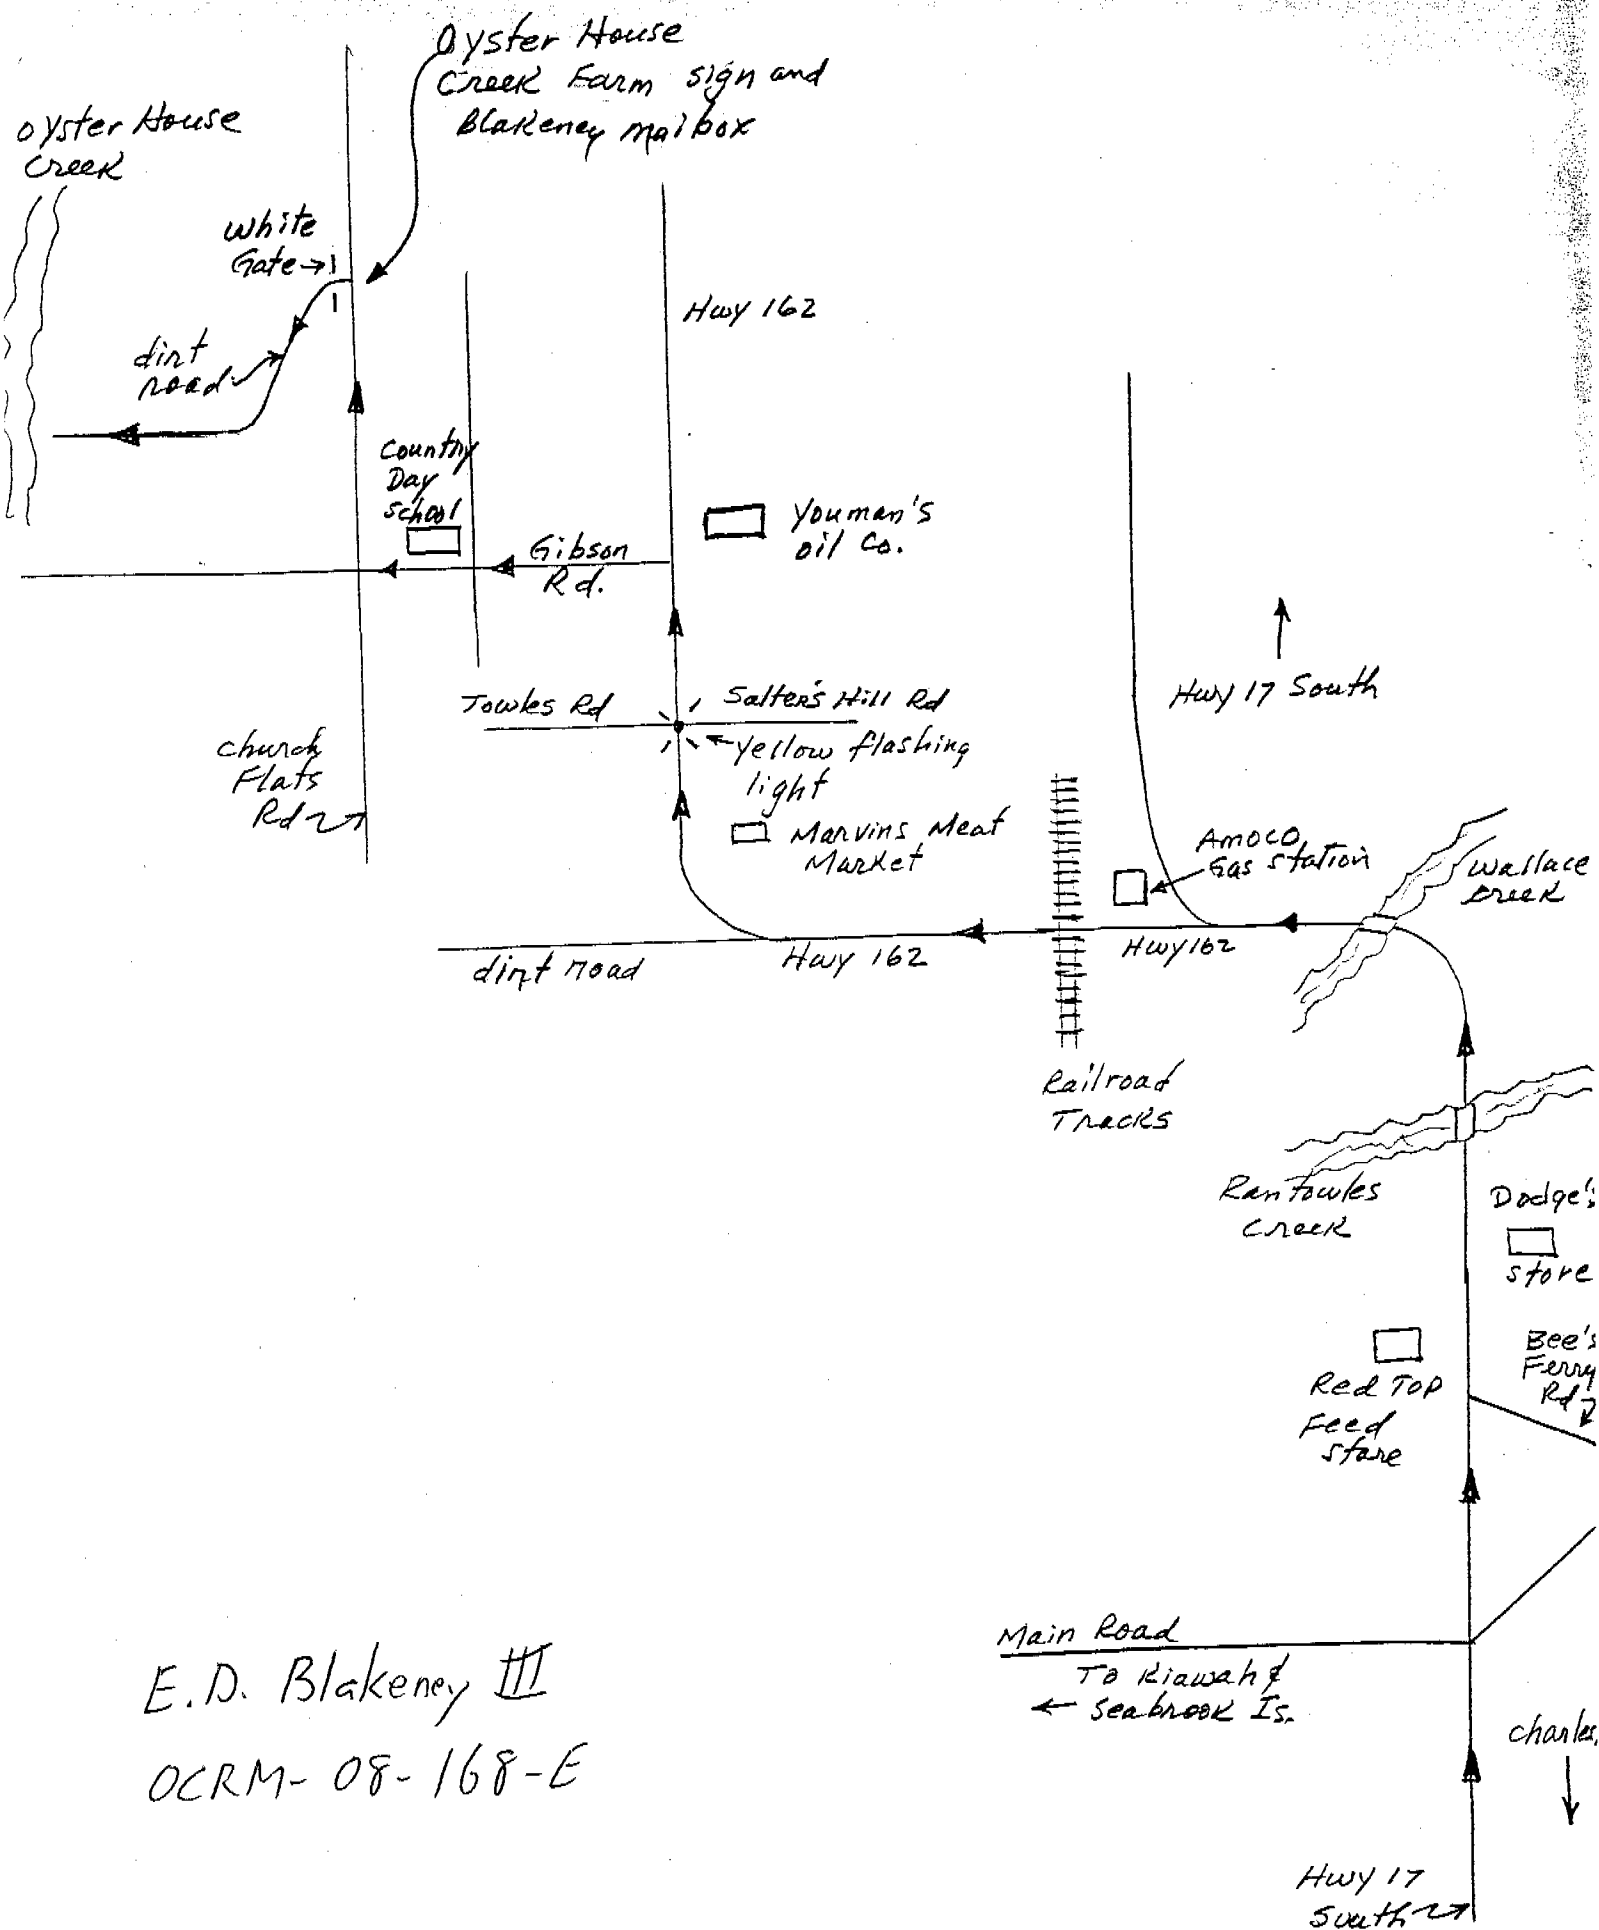 Oyster House
Creek Farm sign and
Blakeney mailbox
Oyster House
Creek
White
Gate
Hwy 162
dirt
road
Country
Day
School
Youman's
oil Co.
Gibson
Rd.
Hwy 17 South
Towles Rd
Salter's Hill Rd
Yellow flashing
light
Church
Flats
Rd
Marvins Meat
Market
Amoco
Gas Station
Wallace
Creek
dirt road
Hwy 162
Hwy 162
Railroad
Tracks
Rantowles
Creek
Dodge's
store
Red Top
Feed
store
Bee's
Ferry
Rd
Main Road
To Kiawah &
Seabrook Is.
E.D. Blakeney III
OCRM-08-168-E
Charles
Hwy 17
South